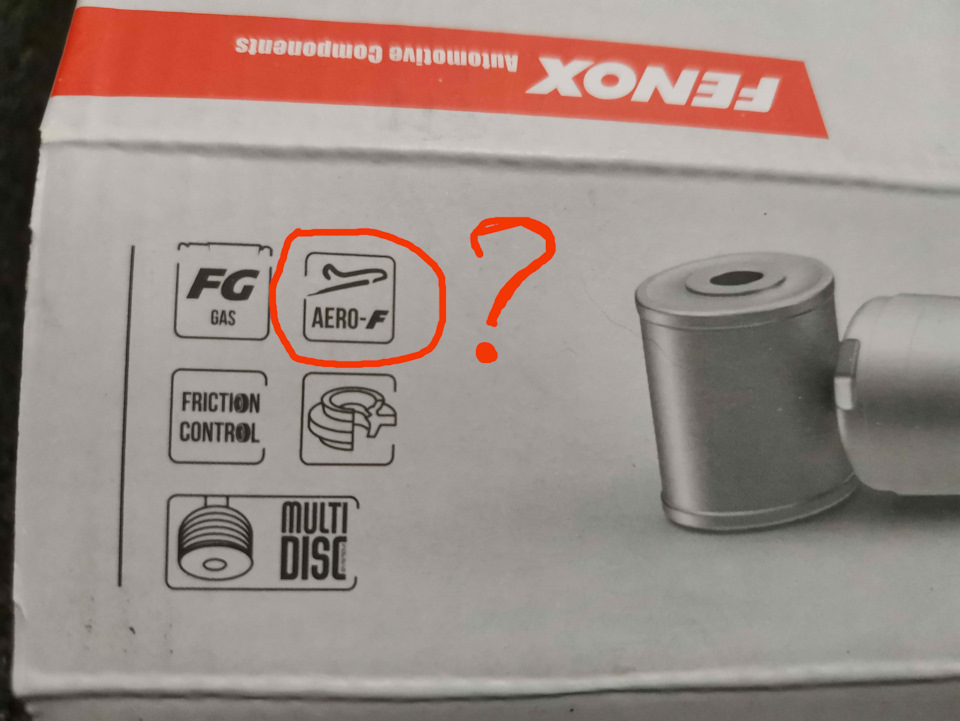 FENOX Automotive Components
FG
GAS
AERO-F
?
FRICTION
CONTROL
MULTI
DISC